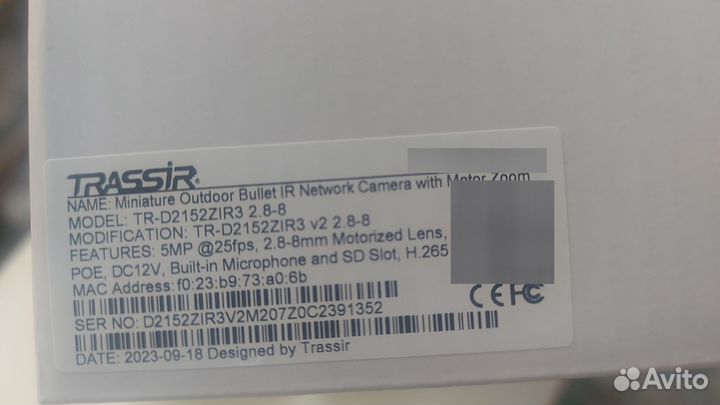 TRASSIR
NAME: Miniature Outdoor Bullet IR Network Camera with Motor Zoom
MODEL: TR-D2152ZIR3 2.8-8
MODIFICATION: TR-D2152ZIR3 v2 2.8-8
FEATURES: 5MP @25fps, 2.8-8mm Motorized Lens,
POE, DC12V, Built-in Microphone and SD Slot, H.265
MAC Address: f0:23:b9:73:a0:6b
CE FC
SER NO: D2152ZIR3V2M207Z0C2391352
DATE: 2023-09-18 Designed by Trassir
Avito